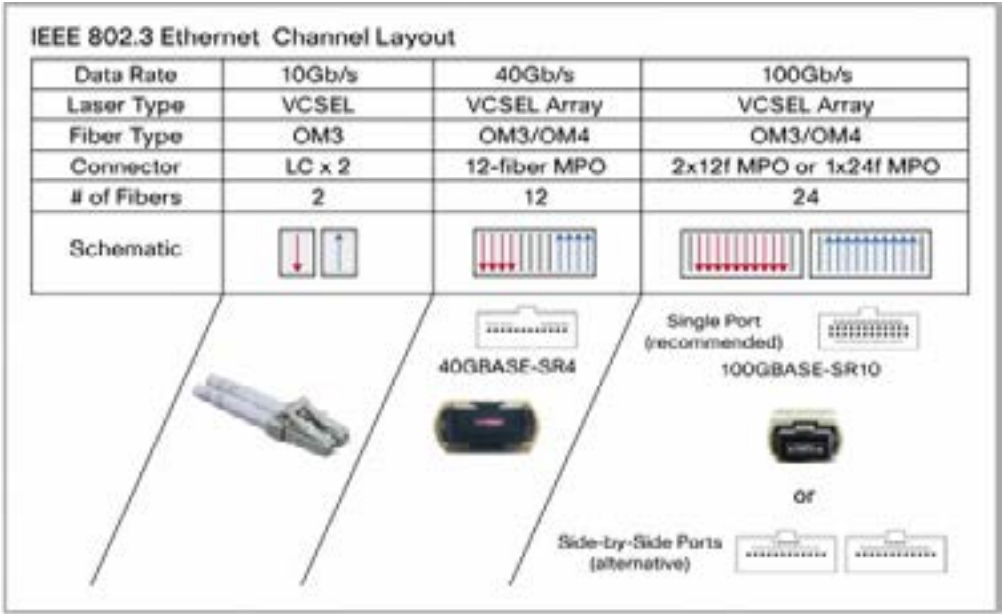 IEEE 802.3 Ethernet Channel Layout
Data Rate 10Gb/s 40Gb/s 100Gb/s
Laser Type VCSEL VCSEL Array VCSEL Array
Fiber Type OM3 OM3/OM4 OM3/OM4
Connector LC x 2 12-fiber MPO 2x12f MPO or 1x24f MPO
# of Fibers 2 12 24
Schematic
40GBASE-SR4
Single Port
(recommended)
100GBASE-SR10
or
Side-by-Side Ports
(alternative)